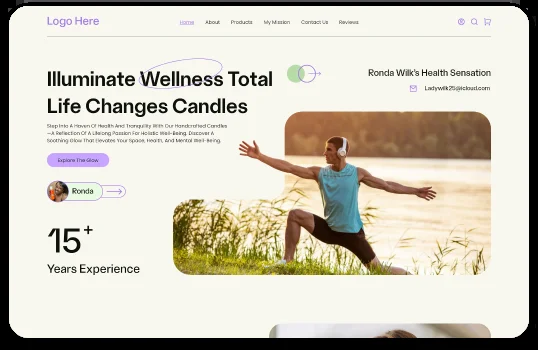 Logo Here
Home About Products My Mission Contact Us Reviews
Illuminate Wellness Total
Life Changes Candles
Step Into A Haven Of Health And Tranquility With Our Handcrafted Candles
—A Reflection Of A Lifelong Passion For Holistic Well-Being. Discover A
Soothing Glow That Elevates Your Space, Health, And Mental Well-Being.
Explore The Glow
Ronda
15+
Years Experience
Ronda Wilk's Health Sensation
Ladywilk25@icloud.com